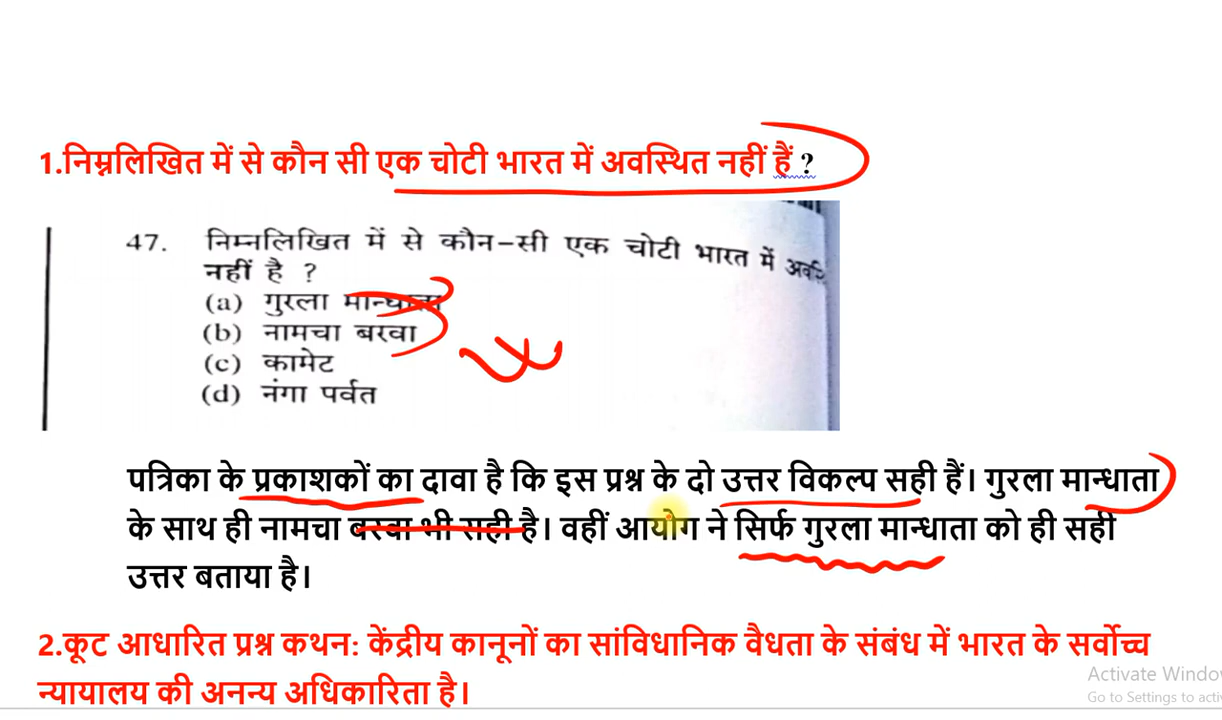 1.निम्नलिखित में से कौन सी एक चोटी भारत में अवस्थित नहीं हैं ?
47. निम्नलिखित में से कौन-सी एक चोटी भारत में
नहीं है ?
(a) गुरला मान्धाता
(b) नामचा बरवा
(c) कामेट
(d) नंगा पर्वत
पत्रिका के प्रकाशकों का दावा है कि इस प्रश्न के दो उत्तर विकल्प सही हैं। गुरला मान्धाता
के साथ ही नामचा बरवा भी सही है। वहीं आयोग ने सिर्फ गुरला मान्धाता को ही सही
उत्तर बताया है।
2.कूट आधारित प्रश्न कथन: केंद्रीय कानूनों का सांविधानिक वैधता के संबंध में भारत के सर्वोच्च
न्यायालय की अनन्य अधिकारिता है।
Activate Window
Go to Settings to activ